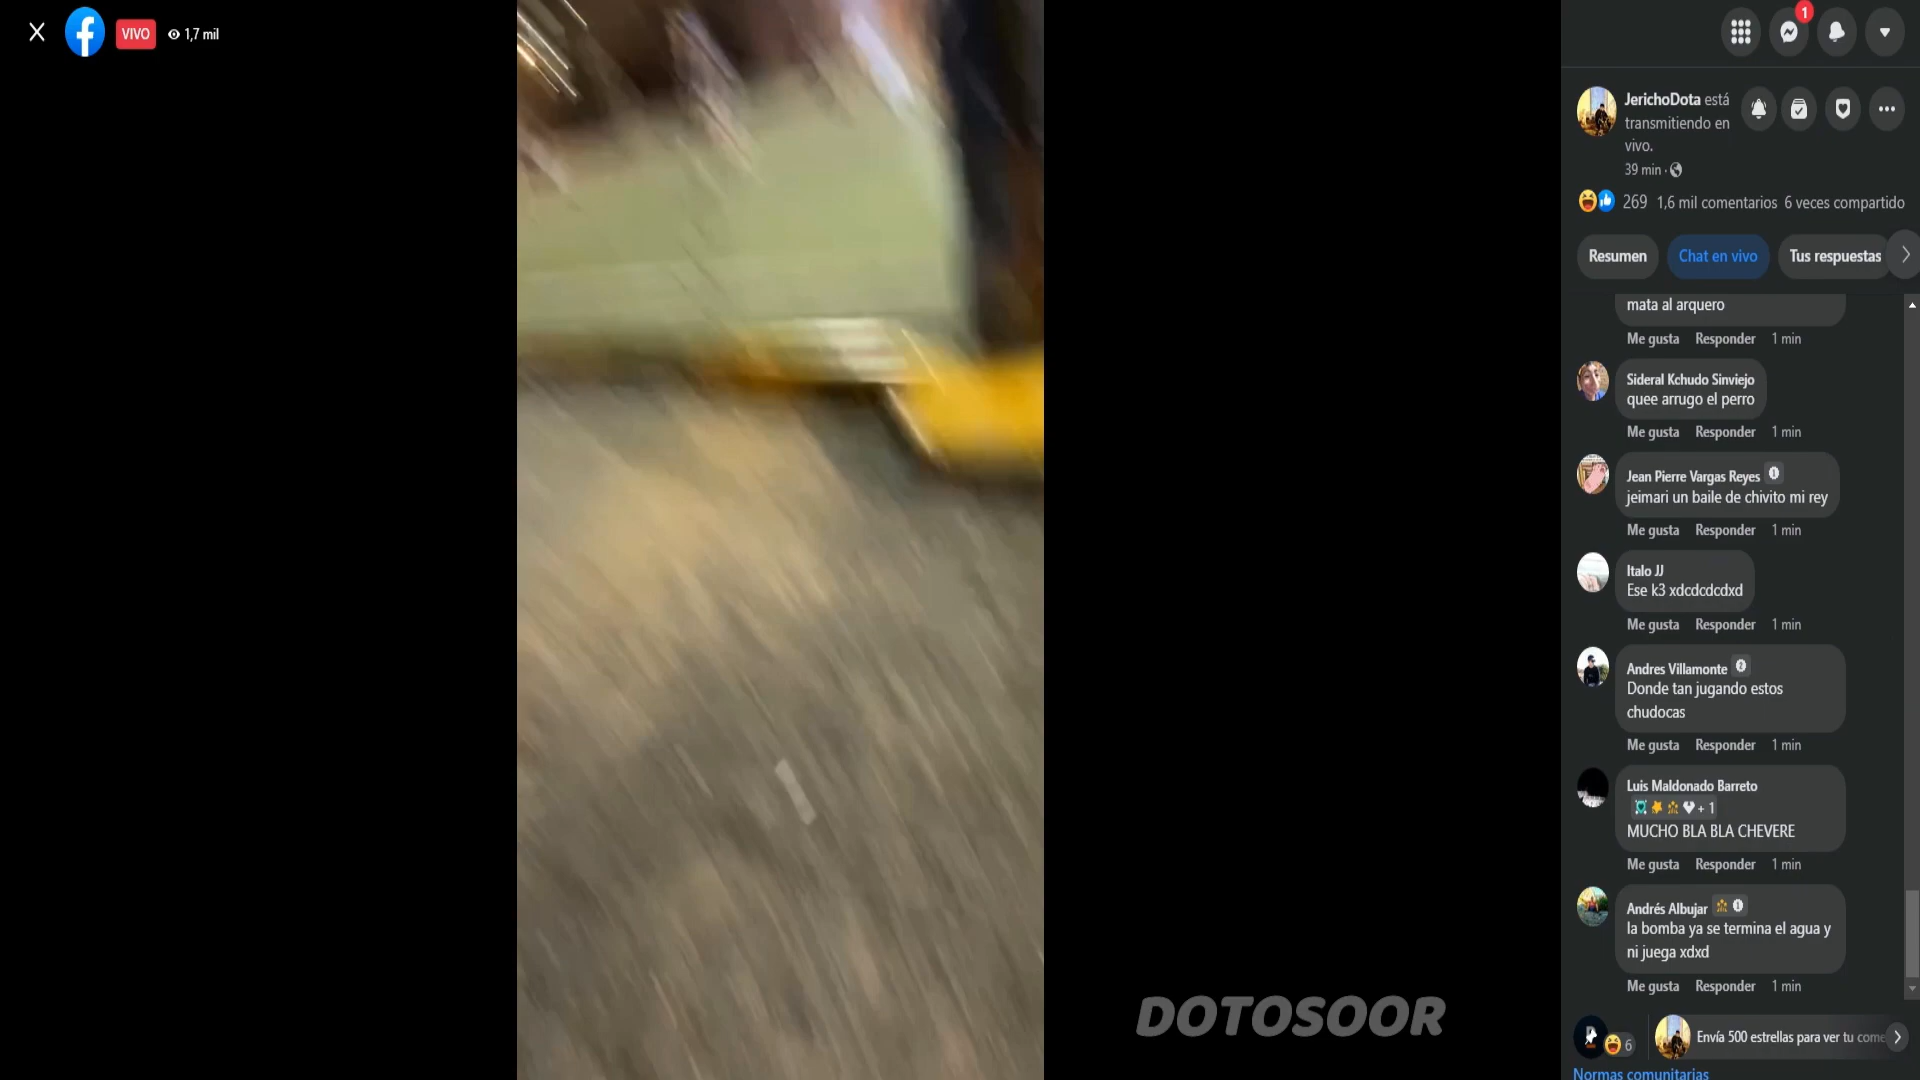 VIVO
1,7 mil
1
JerichoDota está
transmitiendo en
vivo.
39 min ·
269 1,6 mil comentarios 6 veces compartido
Resumen Chat en vivo Tus respuestas
mata al arquero
Me gusta Responder 1 min
Sideral Kchudo Sinviejo
quee arrugo el perro
Me gusta Responder 1 min
Jean Pierre Vargas Reyes
jeimari un baile de chivito mi rey
Me gusta Responder 1 min
Italo JJ
Ese k3 xdcdcdcdxd
Me gusta Responder 1 min
Andres Villamonte
Donde tan jugando estos
chudocas
Me gusta Responder 1 min
Luis Maldonado Barreto
+ 1
MUCHO BLA BLA CHEVERE
Me gusta Responder 1 min
Andrés Albujar
la bomba ya se termina el agua y
ni juega xdxd
Me gusta Responder 1 min
6
Envía 500 estrellas para ver tu come
Normas comunitarias
DOTOSOOR